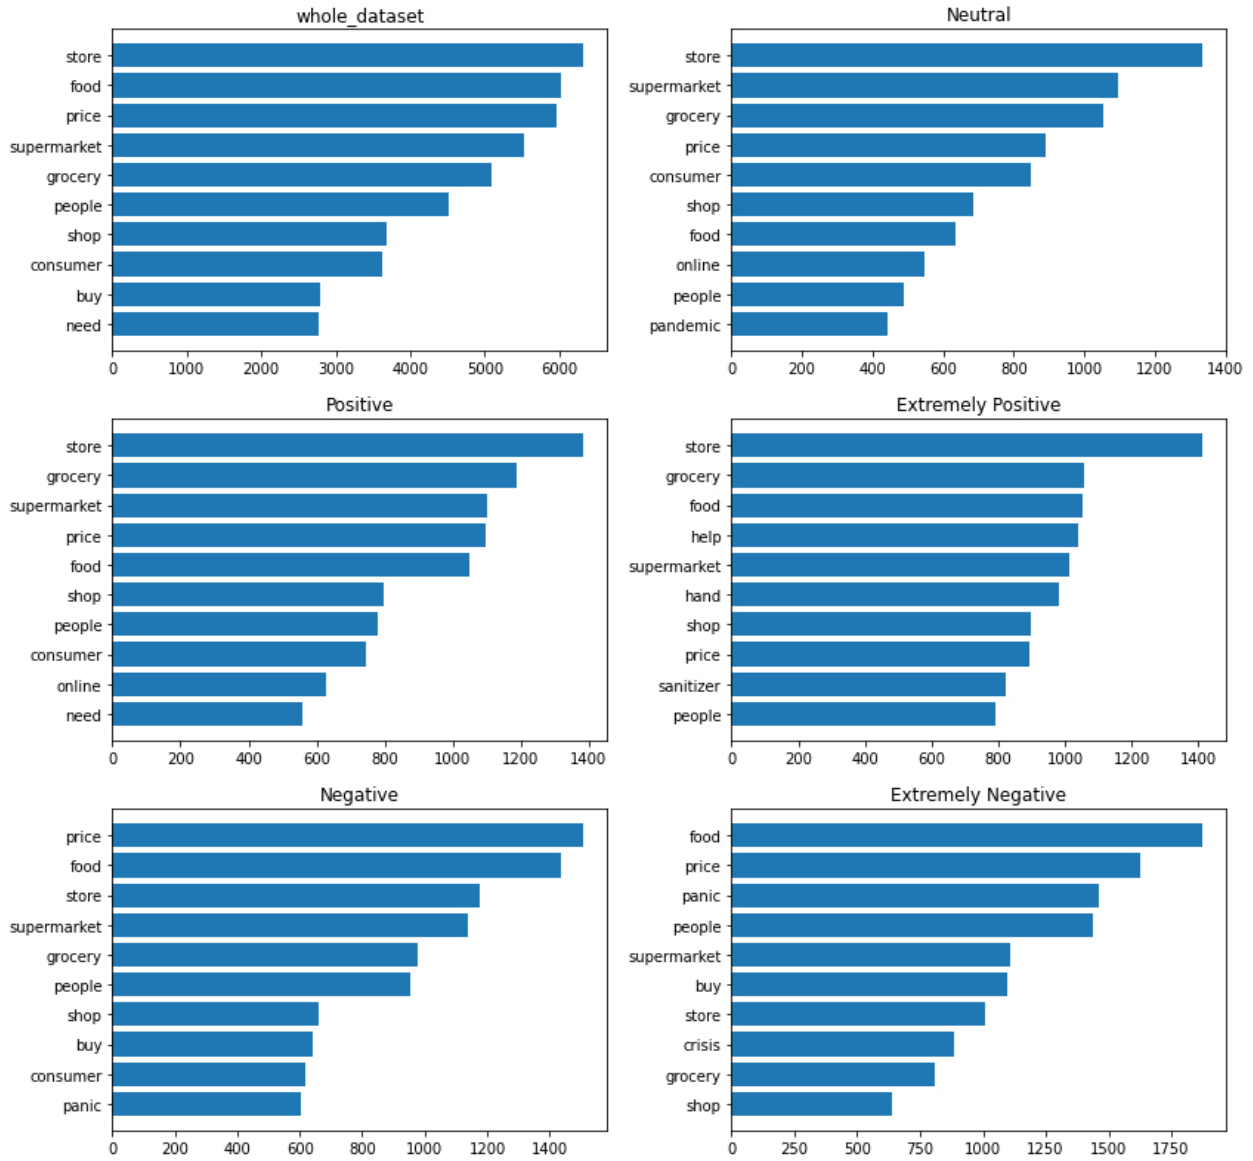 whole_dataset
store
food
price
supermarket
grocery
people
shop
consumer
buy
need
0 1000 2000 3000 4000 5000 6000
Neutral
store
supermarket
grocery
price
consumer
shop
food
online
people
pandemic
0 200 400 600 800 1000 1200 1400
Positive
store
grocery
supermarket
price
food
shop
people
consumer
online
need
0 200 400 600 800 1000 1200 1400
Extremely Positive
store
grocery
food
help
supermarket
hand
shop
price
sanitizer
people
0 200 400 600 800 1000 1200 1400
Negative
price
food
store
supermarket
grocery
people
shop
buy
consumer
panic
0 200 400 600 800 1000 1200 1400
Extremely Negative
food
price
panic
people
supermarket
buy
store
crisis
grocery
shop
0 250 500 750 1000 1250 1500 1750